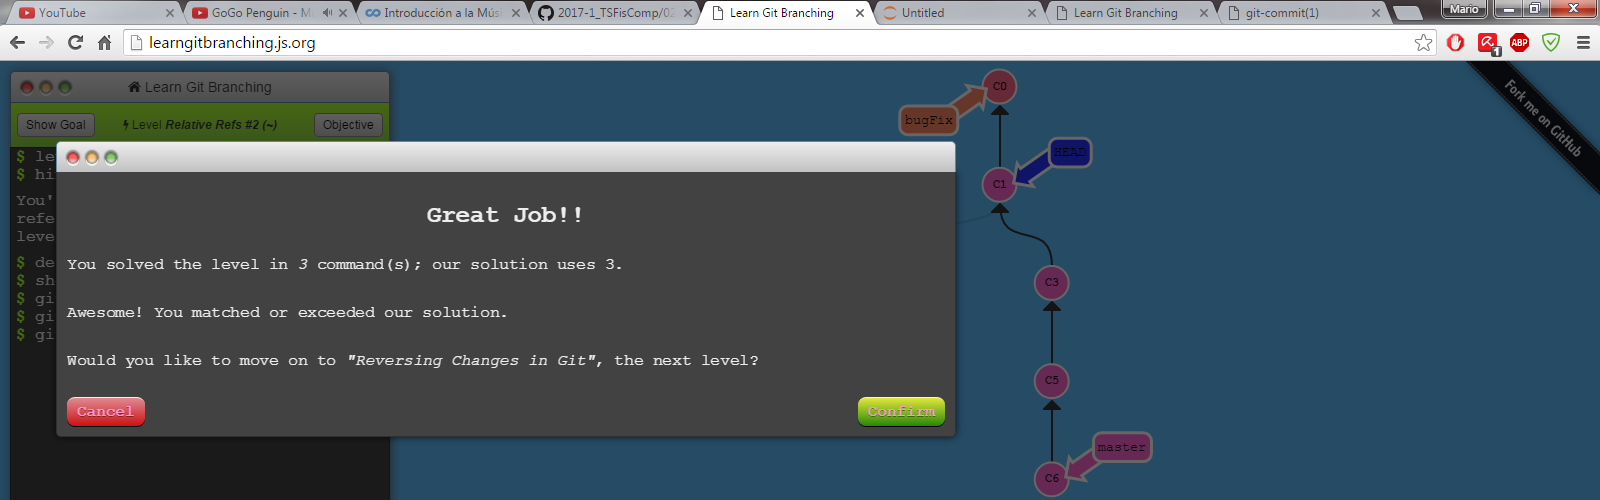 YouTube
GoGo Penguin - M
Introducción a la Músi
2017-1_TSFisComp/02
Learn Git Branching
Untitled
Learn Git Branching
git-commit(1)
Mario
learngitbranching.js.org
1
ABP
Learn Git Branching
Show Goal
Level Relative Refs #2 (~)
Objective
$ le
$ hi
You'
refe
leve
$ de
$ sh
$ gi
$ gi
$ gi
Great Job!!
You solved the level in 3 command(s); our solution uses 3.
Awesome! You matched or exceeded our solution.
Would you like to move on to "Reversing Changes in Git", the next level?
Cancel
Confirm
C0
bugFix
HEAD
C1
C3
C5
master
C6
Fork me on GitHub